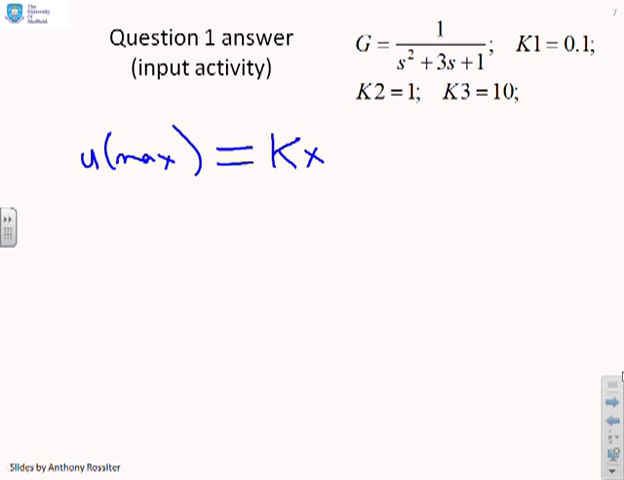 The
University
Of
Sheffield.
7
Question 1 answer
(input activity)
G = 1 / (s² + 3s + 1); K1 = 0.1;
K2 = 1; K3 = 10;
u(max) = Kx
Slides by Anthony Rossiter